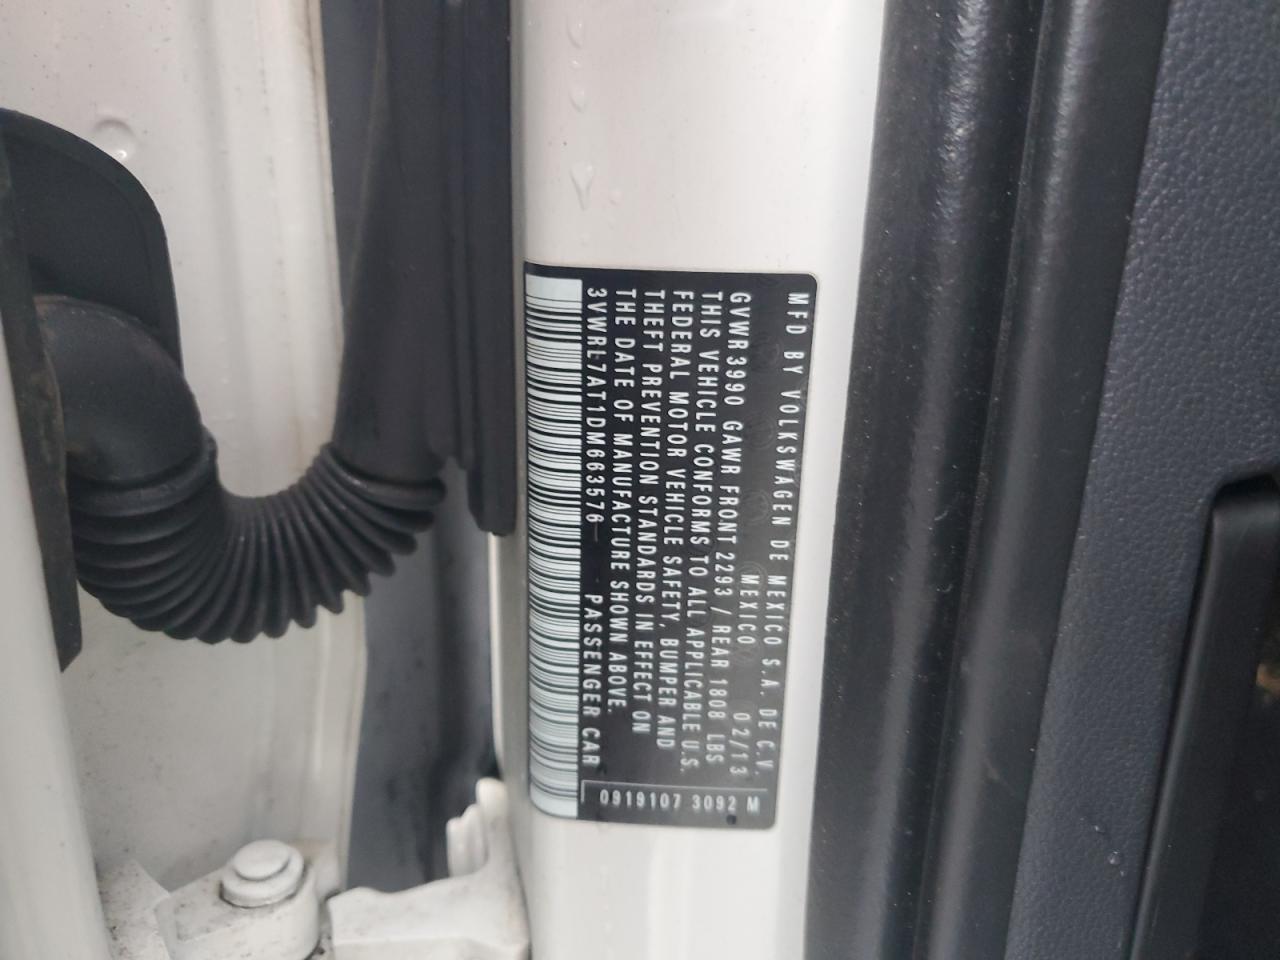 MFD BY VOLKSWAGEN DE MEXICO S.A. DE C.V.
MEXICO 02/13
GVWR3990 GAWR FRONT 2293 / REAR 1808 LBS
THIS VEHICLE CONFORMS TO ALL APPLICABLE U.S.
FEDERAL MOTOR VEHICLE SAFETY, BUMPER AND
THEFT PREVENTION STANDARDS IN EFFECT ON
THE DATE OF MANUFACTURE SHOWN ABOVE.
3VWRL7AT1DM663576 PASSENGER CAR
0919107 3092 M